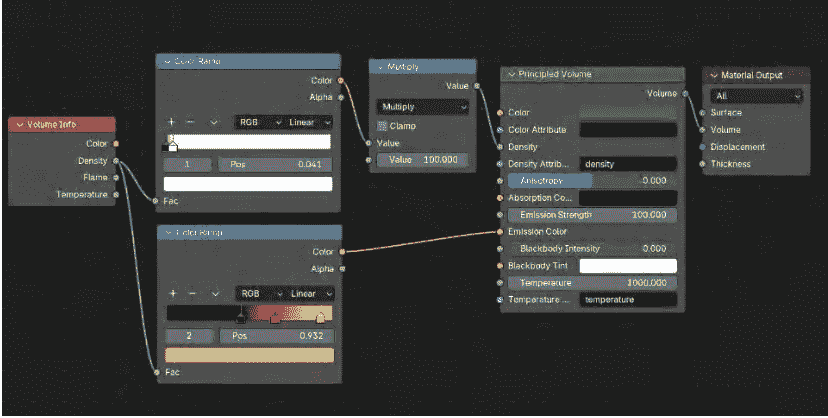 Volume Info
Color
Density
Flame
Temperature
Color Ramp
Color
Alpha
RGB
Linear
1
Pos
0.041
Fac
Color Ramp
Color
Alpha
RGB
Linear
2
Pos
0.932
Fac
Multiply
Value
Multiply
Clamp
Value
Value
100.000
Principled Volume
Volume
Color
Color Attribute
Density
Density Attrib...
density
Anisotropy
0.000
Absorption Co...
Emission Strength
100.000
Emission Color
Blackbody Intensity
0.000
Blackbody Tint
Temperature
1000.000
Temperature ...
temperature
Material Output
All
Surface
Volume
Displacement
Thickness